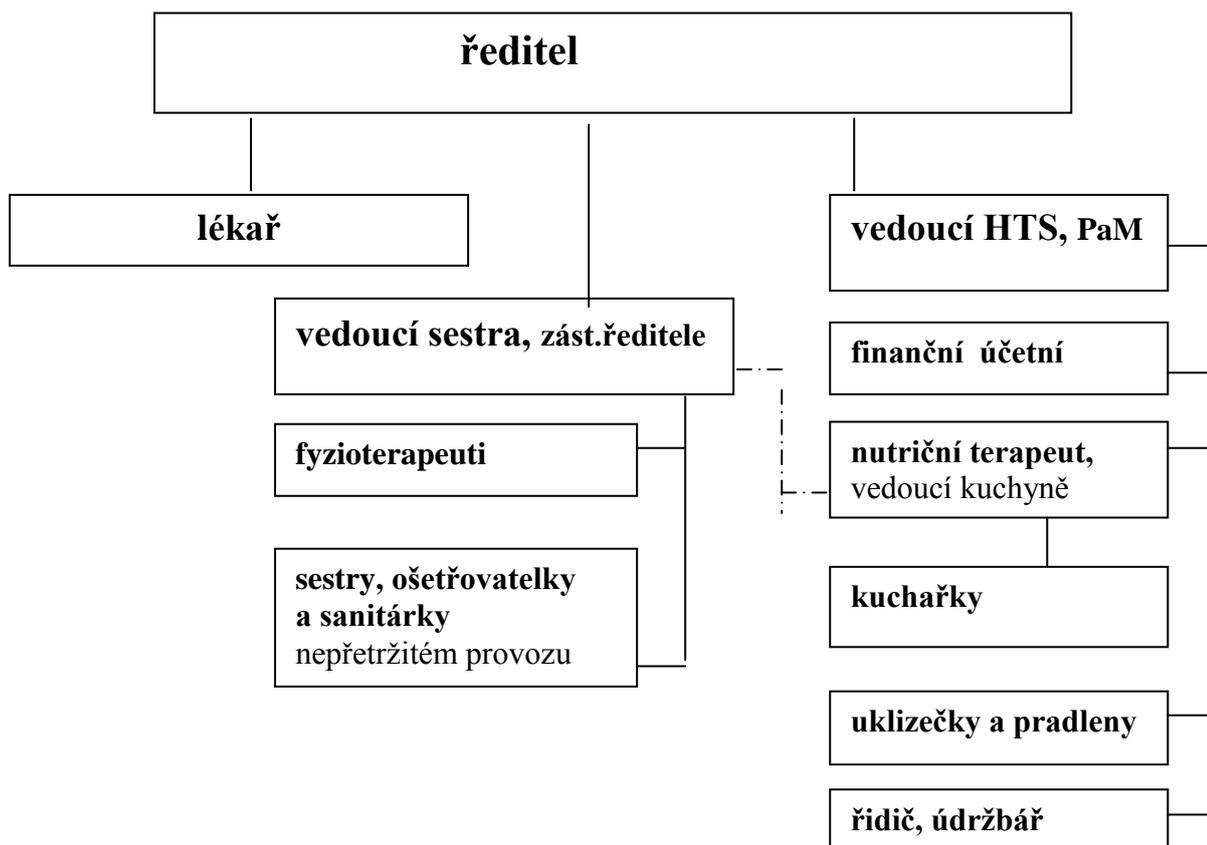 ředitel
lékař
vedoucí HTS, PaM
vedoucí sestra, zást.ředitele
finanční účetní
fyzioterapeuti
nutriční terapeut,
vedoucí kuchyně
sestry, ošetřovatelky
a sanitárky
nepřetržitém provozu
kuchařky
uklizečky a pradleny
řidič, údržbář